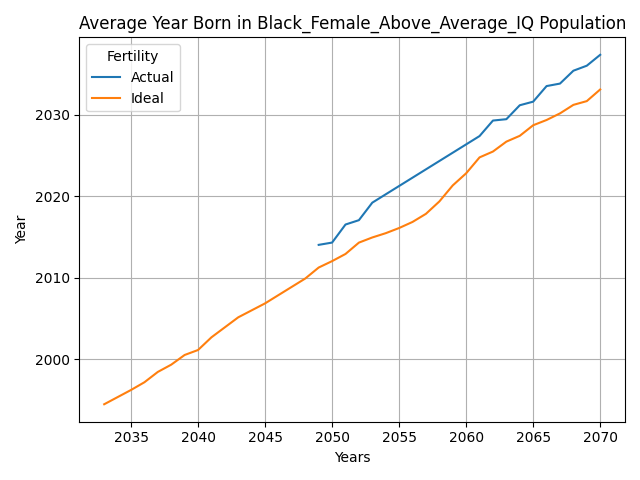 Average Year Born in Black_Female_Above_Average_IQ Population
Fertility
Actual
Ideal
Year
2030
2020
2010
2000
2035 2040 2045 2050 2055 2060 2065 2070
Years